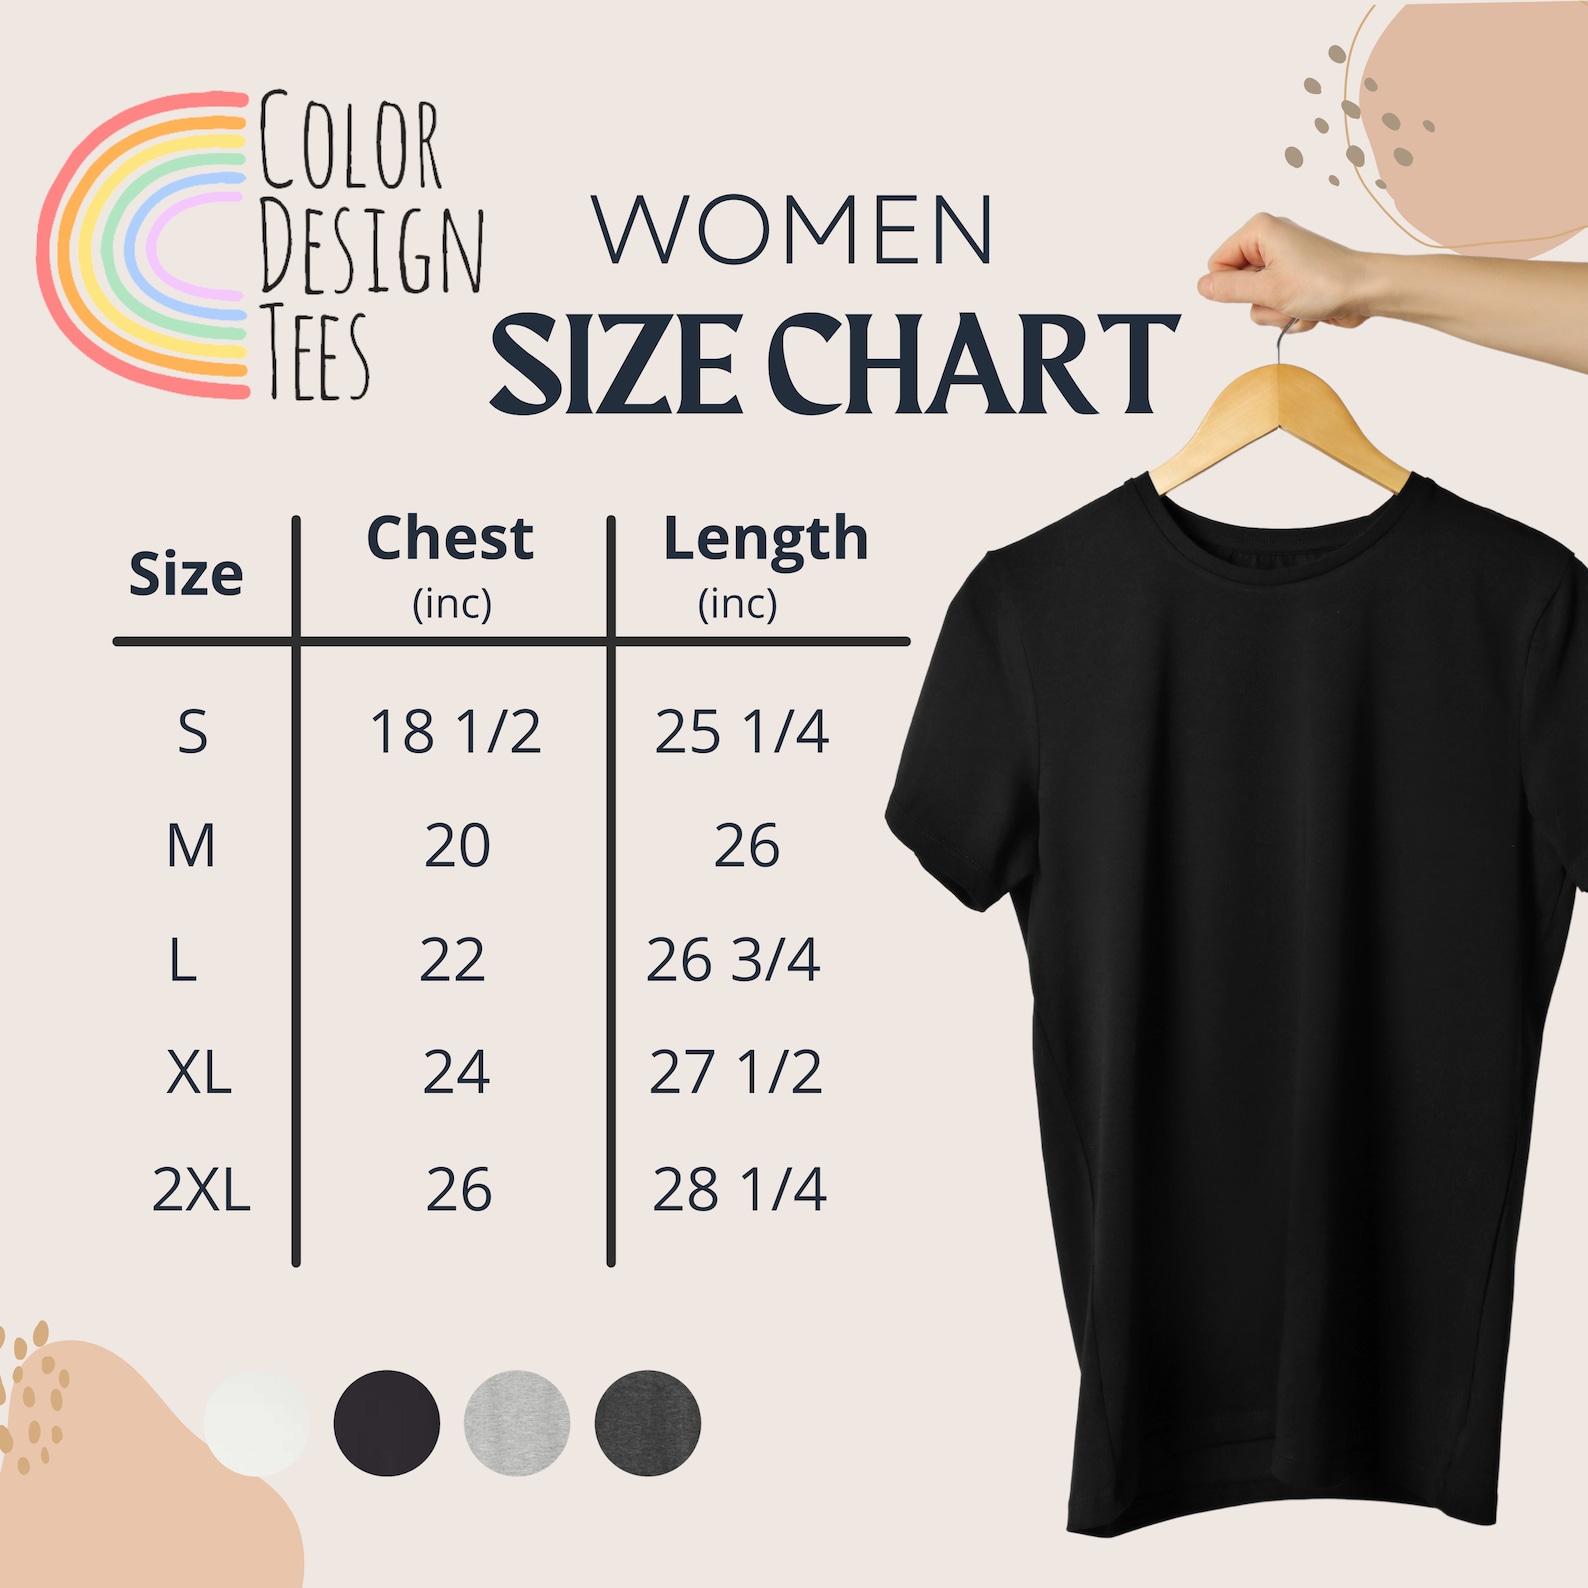 COLOR
DESIGN
TEES
WOMEN
SIZE CHART
Size Chest Length
(inc) (inc)
S 18 1/2 25 1/4
M 20 26
L 22 26 3/4
XL 24 27 1/2
2XL 26 28 1/4